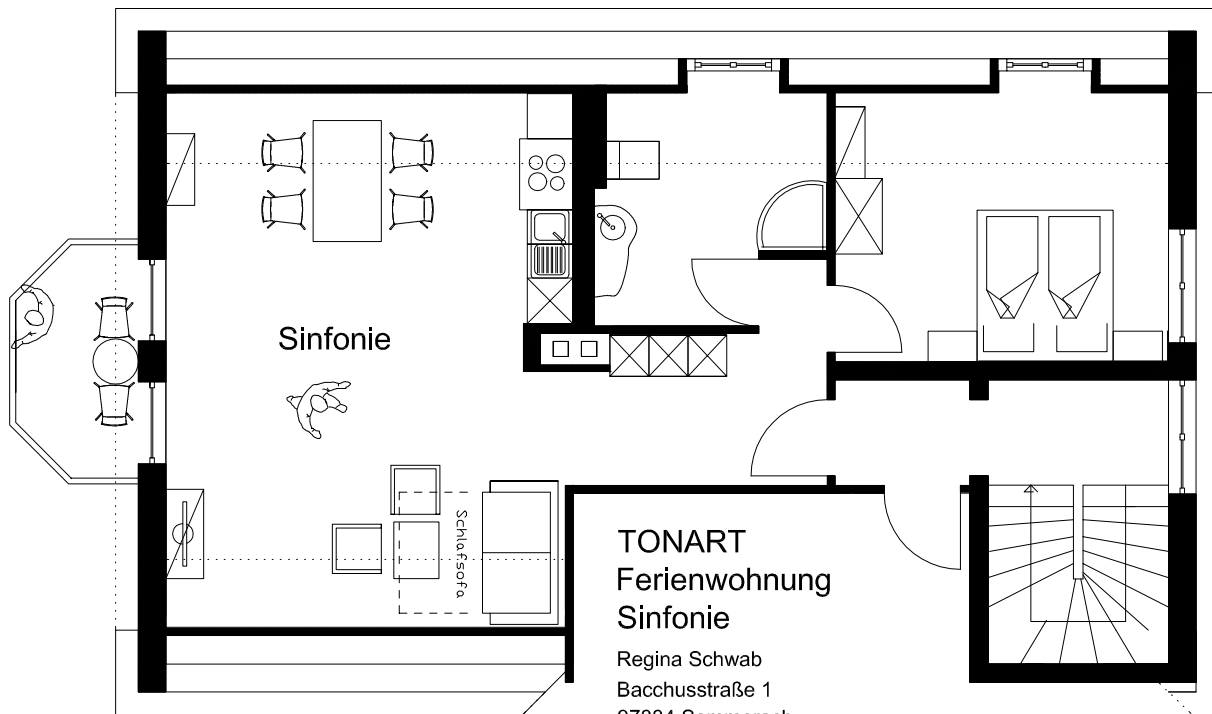 Sinfonie
Schlafsofa
TONART
Ferienwohnung
Sinfonie
Regina Schwab
Bacchusstraße 1